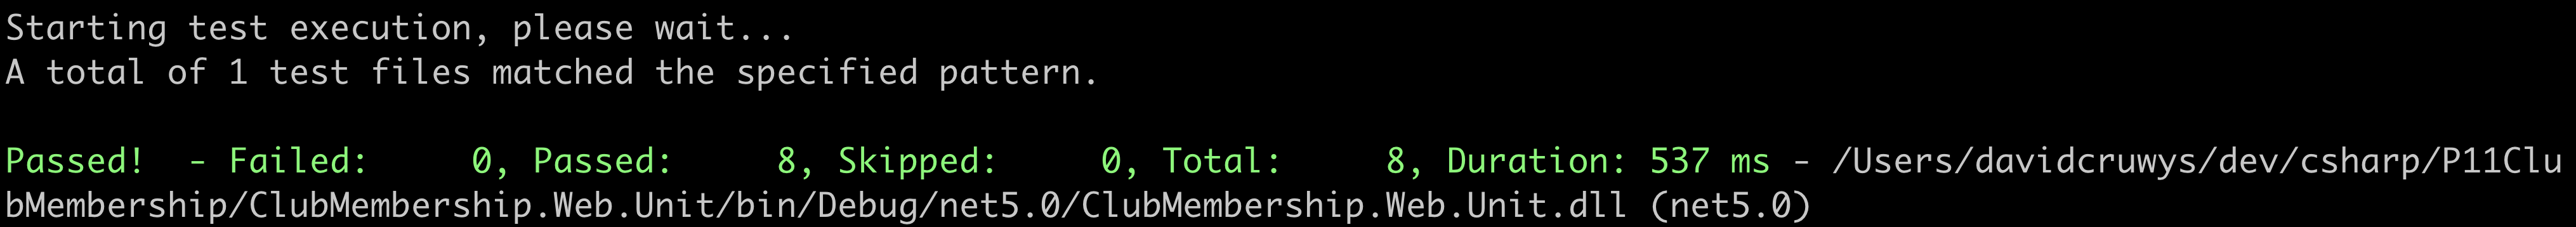 Starting test execution, please wait...
A total of 1 test files matched the specified pattern.

Passed!  - Failed:     0, Passed:     8, Skipped:     0, Total:     8, Duration: 537 ms - /Users/davidcruwys/dev/csharp/P11Clu
bMembership/ClubMembership.Web.Unit/bin/Debug/net5.0/ClubMembership.Web.Unit.dll (net5.0)